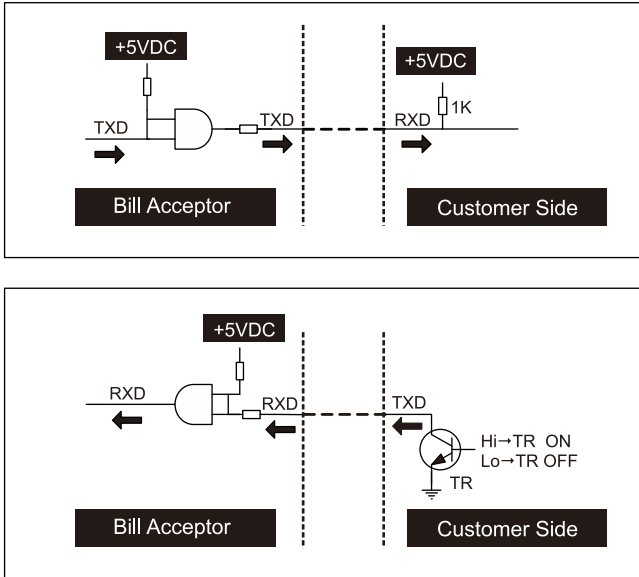 +5VDC
+5VDC
1K
TXD
TXD
RXD
Bill Acceptor
Customer Side
+5VDC
RXD
RXD
TXD
Hi→TR ON
Lo→TR OFF
TR
Bill Acceptor
Customer Side